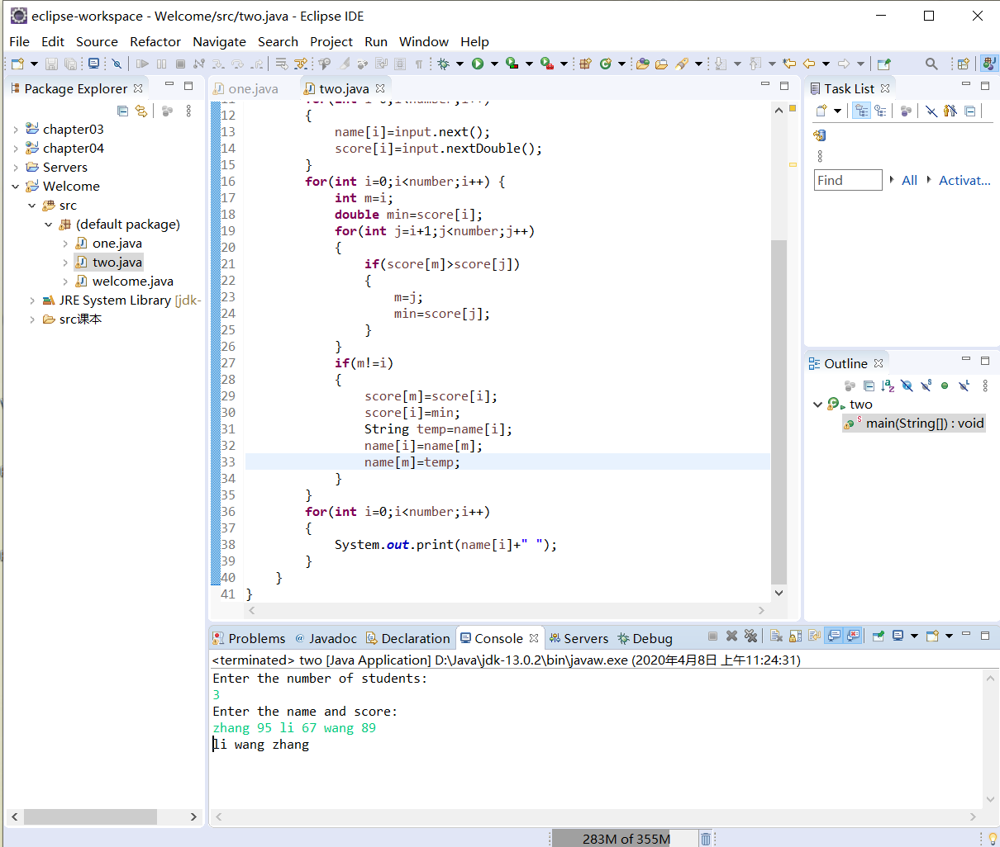 eclipse-workspace - Welcome/src/two.java - Eclipse IDE
File Edit Source Refactor Navigate Search Project Run Window Help
Package Explorer
chapter03
chapter04
Servers
Welcome
src
(default package)
one.java
two.java
welcome.java
JRE System Library [jdk-
src课本
one.java two.java
11 for(int i=0;i<number;i++)
12 {
13 name[i]=input.next();
14 score[i]=input.nextDouble();
15 }
16 for(int i=0;i<number;i++) {
17 int m=i;
18 double min=score[i];
19 for(int j=i+1;j<number;j++)
20 {
21 if(score[m]>score[j])
22 {
23 m=j;
24 min=score[j];
25 }
26 }
27 if(m!=i)
28 {
29 score[m]=score[i];
30 score[i]=min;
31 String temp=name[i];
32 name[i]=name[m];
33 name[m]=temp;
34 }
35 }
36 for(int i=0;i<number;i++)
37 {
38 System.out.print(name[i]+" ");
39 }
40 }
41 }
Task List
Find All Activat...
Outline
two
main(String[]) : void
Problems @ Javadoc Declaration Console Servers Debug
<terminated> two [Java Application] D:\Java\jdk-13.0.2\bin\javaw.exe (2020年4月8日 上午11:24:31)
Enter the number of students:
3
Enter the name and score:
zhang 95 li 67 wang 89
li wang zhang
283M of 355M